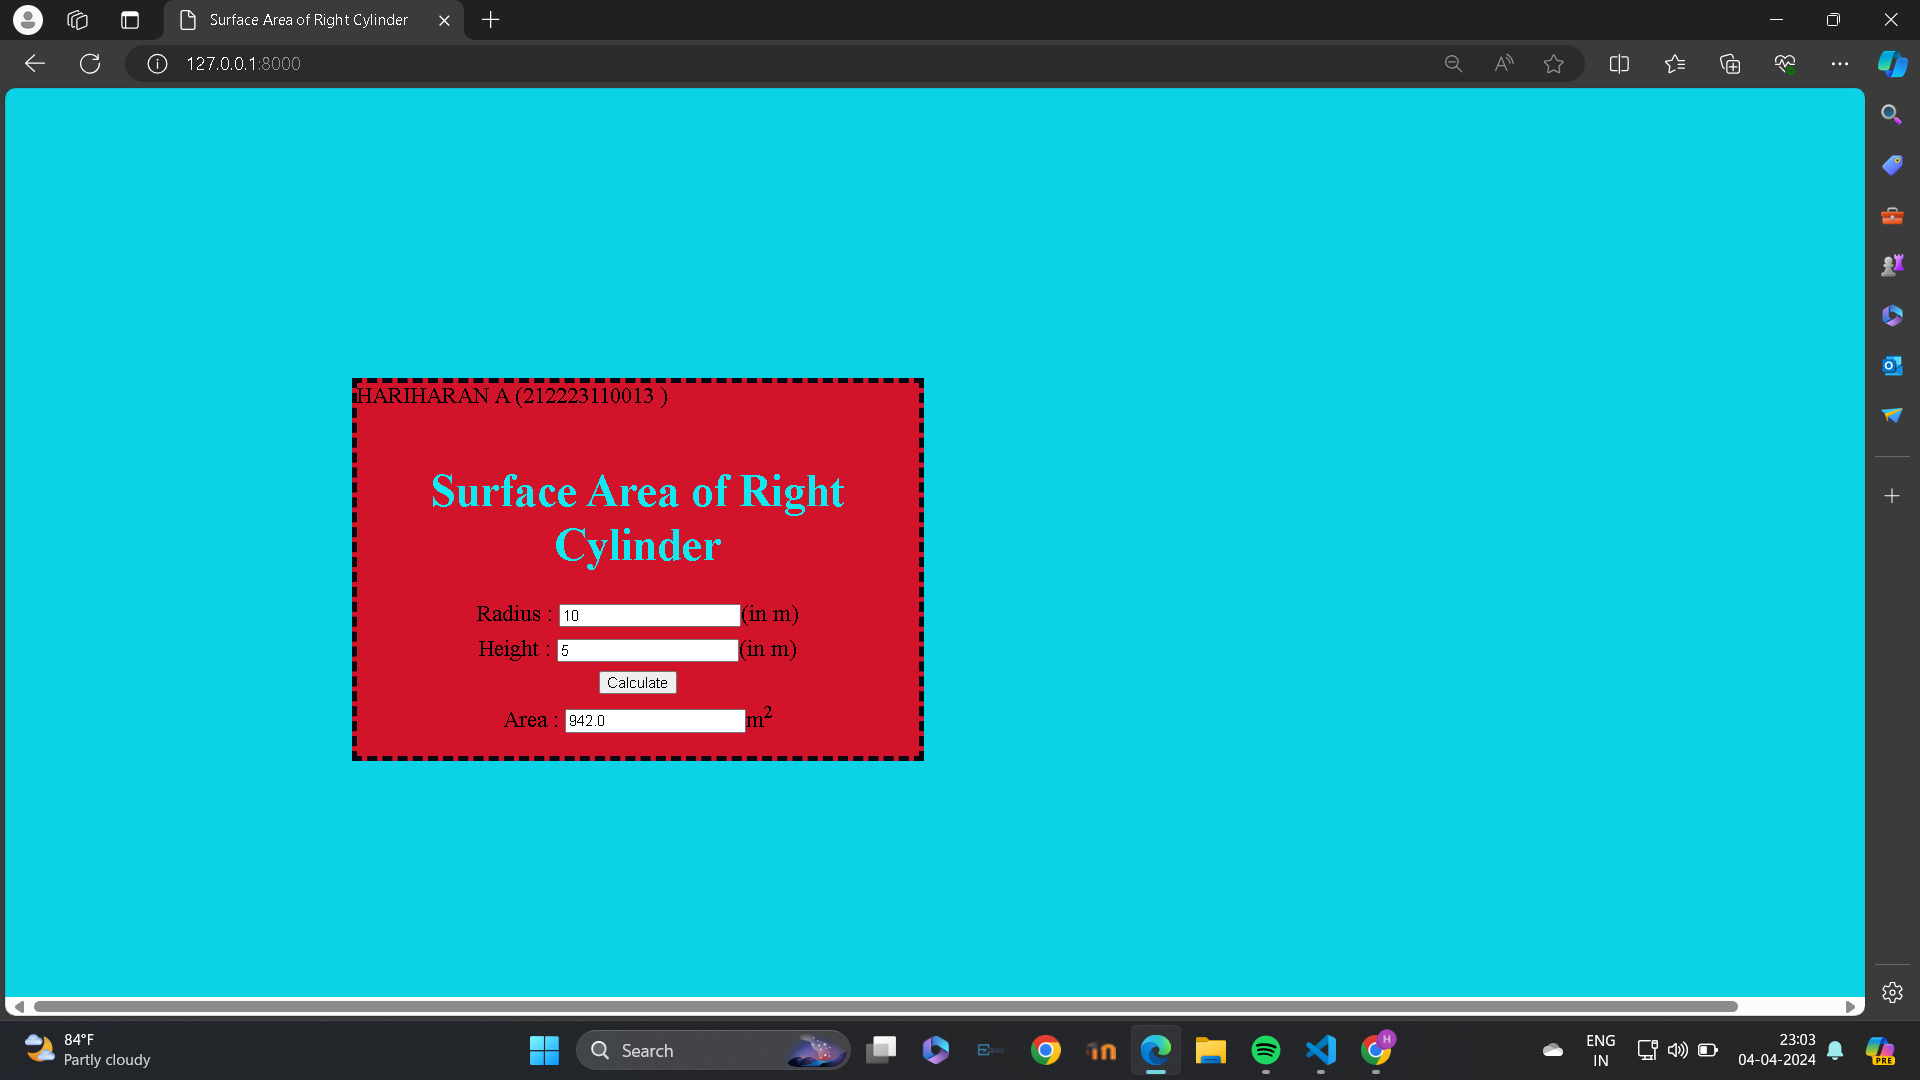 Surface Area of Right Cylinder
127.0.0.1:8000
HARIHARAN A (212223110013 )
Surface Area of Right
Cylinder
Radius : 10 (in m)
Height : 5 (in m)
Calculate
Area : 942.0 m²
84°F
Partly cloudy
Search
H
ENG
IN
23:03
04-04-2024
PRE